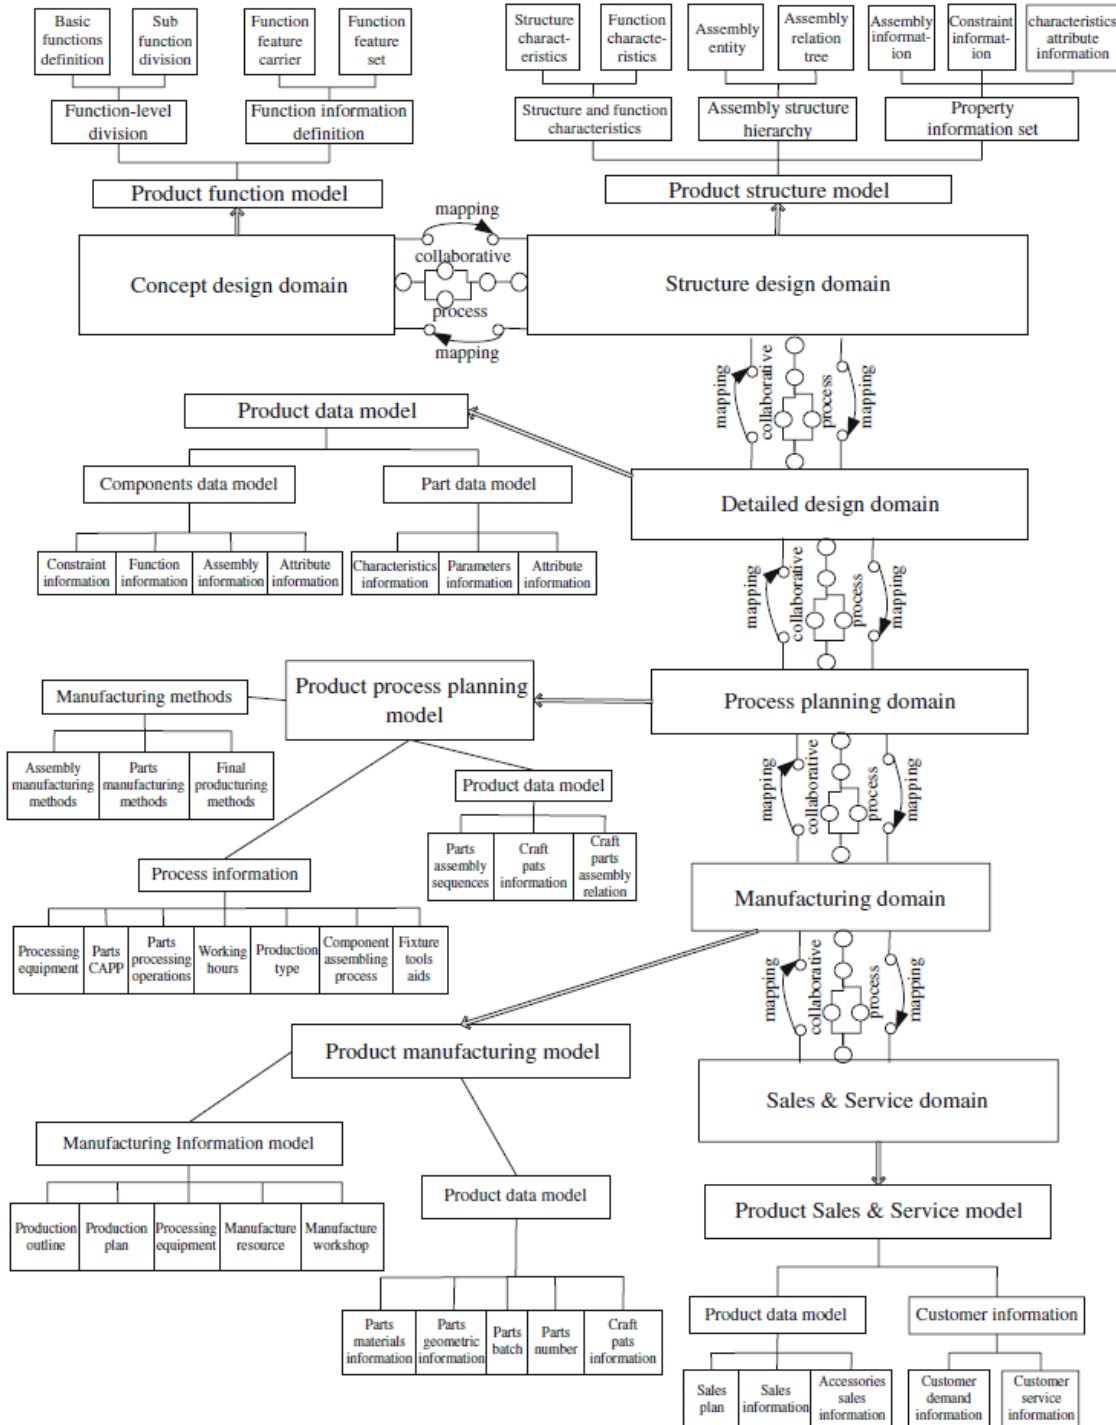 Basic
functions
definition
Sub
function
division
Function
feature
carrier
Function
feature
set
Structure
charact-
eristics
Function
characte-
ristics
Assembly
entity
Assembly
relation
tree
Assembly
informat-
ion
Constraint
informat-
ion
characteristics
attribute
information
Function-level
division
Function information
definition
Structure and function
characteristics
Assembly structure
hierarchy
Property
information set
Product function model
Product structure model
mapping
collaborative
process
mapping
Concept design domain
Structure design domain
mapping
collaborative
process
mapping
Product data model
Components data model
Part data model
Detailed design domain
Constraint
information
Function
information
Assembly
information
Attribute
information
Characteristics
information
Parameters
information
Attribute
information
mapping
collaborative
process
mapping
Manufacturing methods
Product process planning
model
Process planning domain
Assembly
manufacturing
methods
Parts
manufacturing
methods
Final
producturing
methods
Product data model
mapping
collaborative
process
mapping
Parts
assembly
sequences
Craft
pats
information
Craft
parts
assembly
relation
Process information
Manufacturing domain
Processing
equipment
Parts
CAPP
Parts
processing
operations
Working
hours
Production
type
Component
assembling
process
Fixture
tools
aids
mapping
collaborative
process
mapping
Product manufacturing model
Sales & Service domain
Manufacturing Information model
Product data model
Product Sales & Service model
Production
outline
Production
plan
Processing
equipment
Manufacture
resource
Manufacture
workshop
Parts
materials
information
Parts
geometric
information
Parts
batch
Parts
number
Craft
pats
information
Product data model
Customer information
Sales
plan
Sales
information
Accessories
sales
information
Customer
demand
information
Customer
service
information